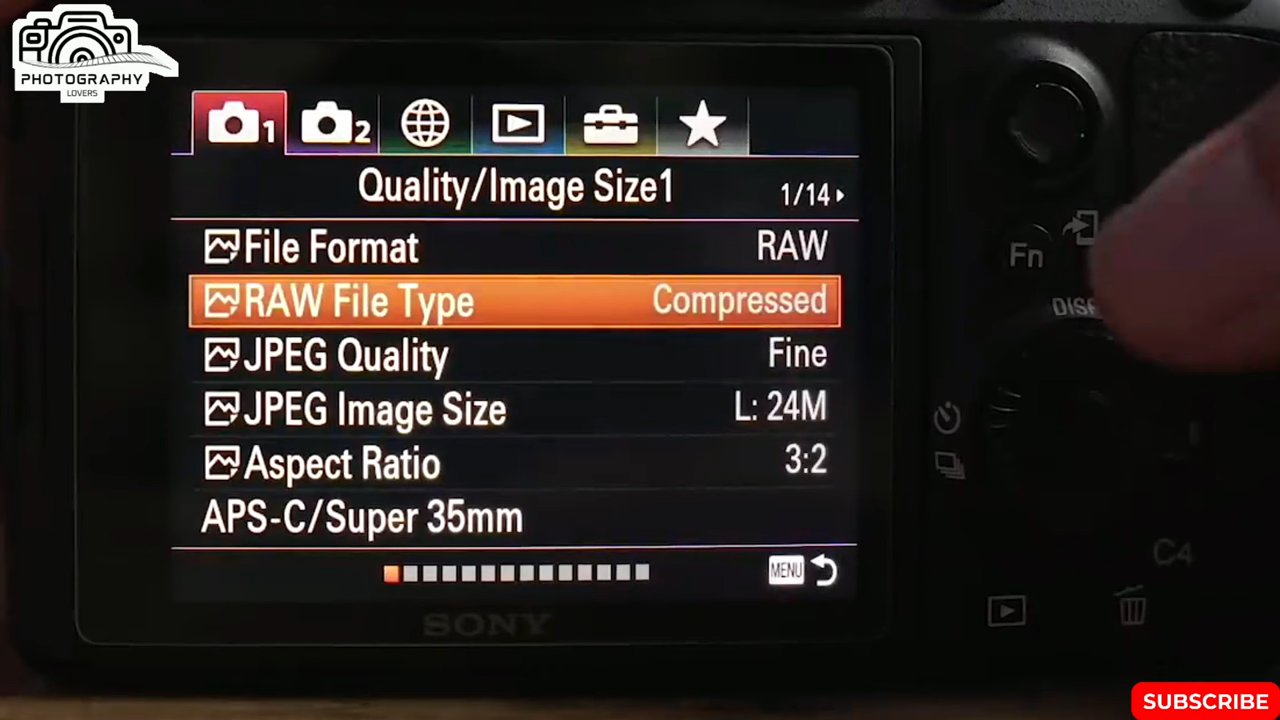 PHOTOGRAPHY
LOVERS
1
2
Quality/Image Size1
1/14
File Format RAW
RAW File Type Compressed
JPEG Quality Fine
JPEG Image Size L: 24M
Aspect Ratio 3:2
APS-C/Super 35mm
MENU
SONY
Fn
DISP
C4
SUBSCRIBE